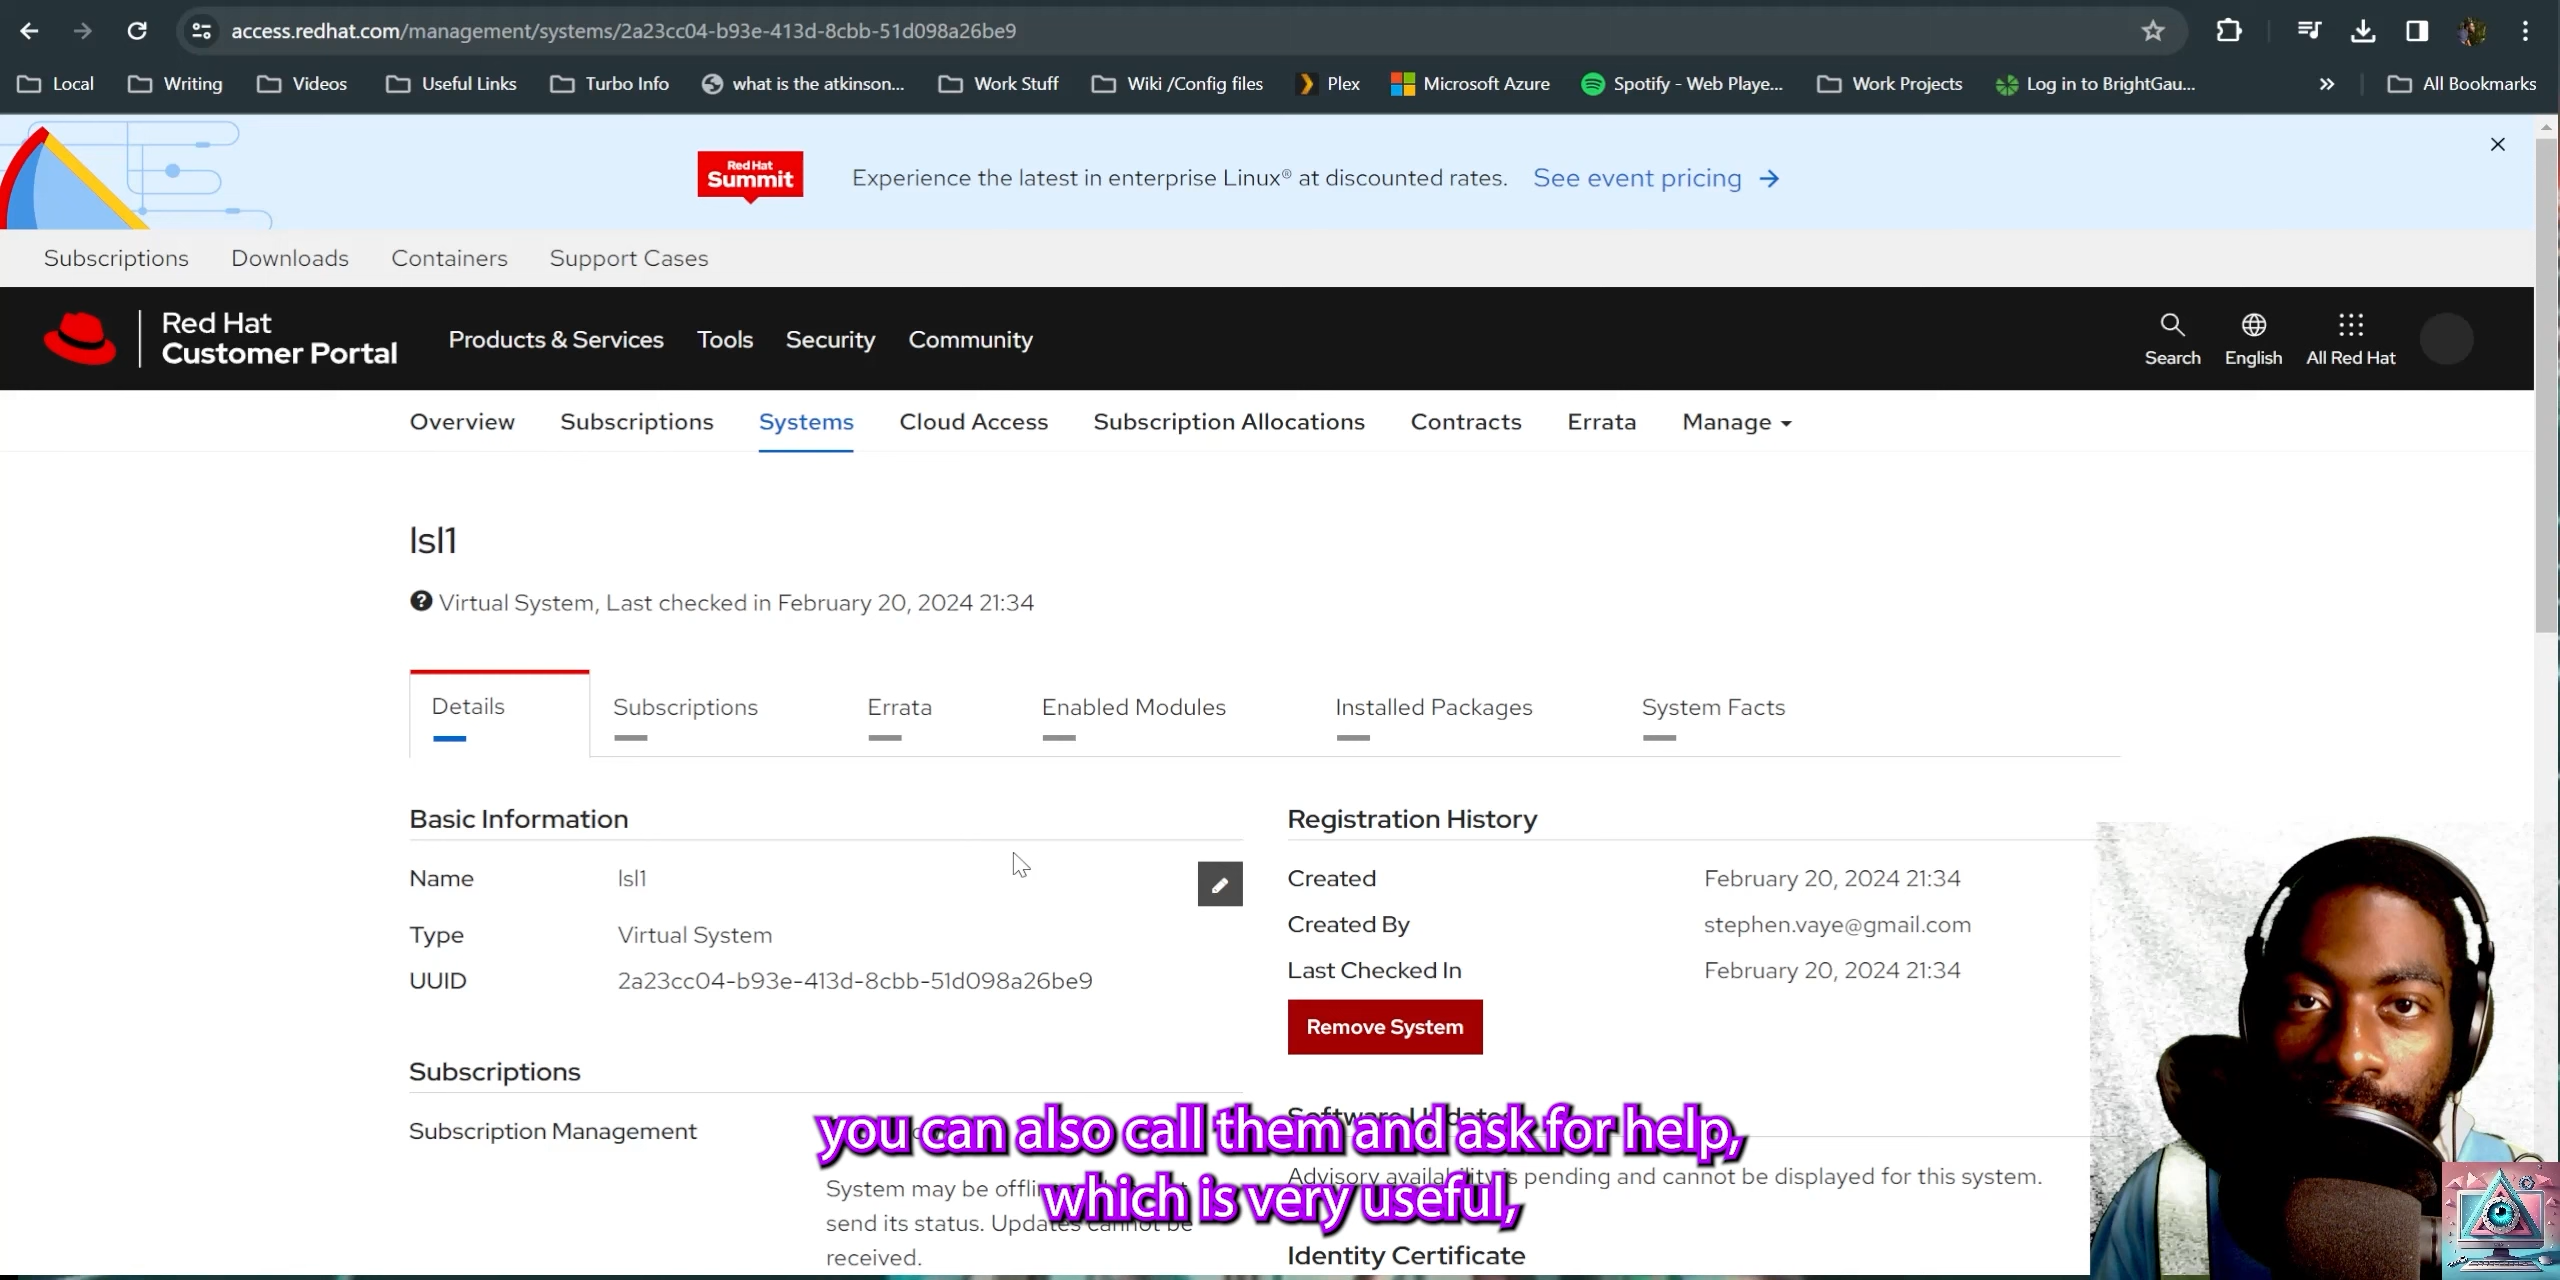 access.redhat.com/management/systems/2a23cc04-b93e-413d-8cbb-51d098a26be9
Local Writing Videos Useful Links Turbo Info what is the atkinson... Work Stuff Wiki /Config files Plex Microsoft Azure Spotify - Web Playe... Work Projects Log in to BrightGau... » All Bookmarks
Red Hat
Summit
Experience the latest in enterprise Linux® at discounted rates. See event pricing →
Subscriptions Downloads Containers Support Cases
Red Hat
Customer Portal
Products & Services Tools Security Community
Search English All Red Hat
Overview Subscriptions Systems Cloud Access Subscription Allocations Contracts Errata Manage
lsl1
Virtual System, Last checked in February 20, 2024 21:34
Details Subscriptions Errata Enabled Modules Installed Packages System Facts
Basic Information
Name lsl1
Type Virtual System
UUID 2a23cc04-b93e-413d-8cbb-51d098a26be9
Subscriptions
Subscription Management
System may be
send its status. Updates cannot be
received.
Registration History
Created February 20, 2024 21:34
Created By stephen.vaye@gmail.com
Last Checked In February 20, 2024 21:34
Remove System
Software Updates
Advisory availability is pending and cannot be displayed for this system.
Identity Certificate
you can also call them and ask for help,
which is very useful,